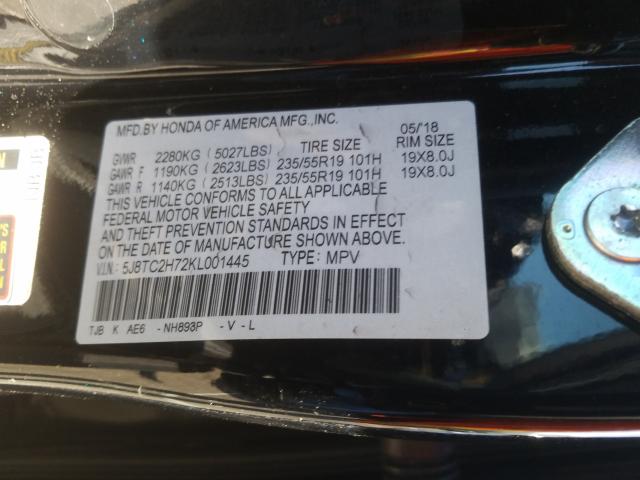 MFD.BY HONDA OF AMERICA MFG.,INC. 05/18
GVWR 2280KG (5027LBS) TIRE SIZE RIM SIZE
GAWR F 1190KG (2623LBS) 235/55R19 101H 19X8.0J
GAWR R 1140KG (2513LBS) 235/55R19 101H 19X8.0J
THIS VEHICLE CONFORMS TO ALL APPLICABLE
FEDERAL MOTOR VEHICLE SAFETY
AND THEFT PREVENTION STANDARDS IN EFFECT
ON THE DATE OF MANUFACTURE SHOWN ABOVE.
V.I.N.: 5J8TC2H72KL001445 TYPE: MPV
TJB K AE6 -NH893P -V-L